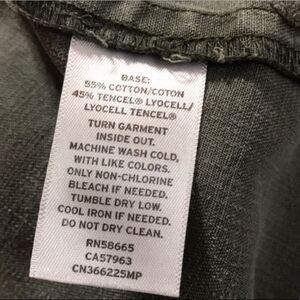 BASE:
55% COTTON/COTON
45% TENCEL® LYOCELL/
LYOCELL TENCEL®
TURN GARMENT
INSIDE OUT.
MACHINE WASH COLD,
WITH LIKE COLORS.
ONLY NON-CHLORINE
BLEACH IF NEEDED.
TUMBLE DRY LOW.
COOL IRON IF NEEDED.
DO NOT DRY CLEAN.
RN58665
CA57963
CN366225MP